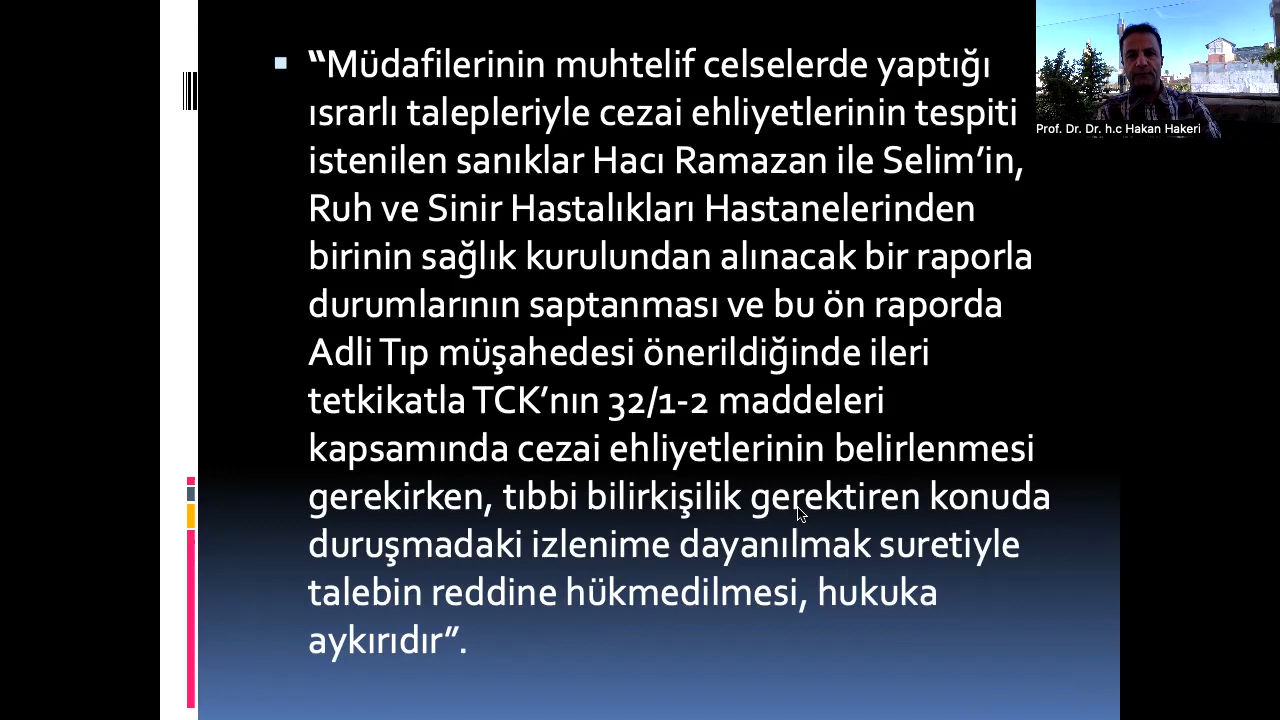 “Müdafilerinin muhtelif celselerde yaptığı
ısrarlı talepleriyle cezai ehliyetlerinin tespiti
istenilen sanıklar Hacı Ramazan ile Selim’in,
Ruh ve Sinir Hastalıkları Hastanelerinden
birinin sağlık kurulundan alınacak bir raporla
durumlarının saptanması ve bu ön raporda
Adli Tıp müşahedesi önerildiğinde ileri
tetkikatla TCK’nın 32/1-2 maddeleri
kapsamında cezai ehliyetlerinin belirlenmesi
gerekirken, tıbbi bilirkişilik gerektiren konuda
duruşmadaki izlenime dayanılmak suretiyle
talebin reddine hükmedilmesi, hukuka
aykırıdır”.
Prof. Dr. Dr. h.c Hakan Hakeri